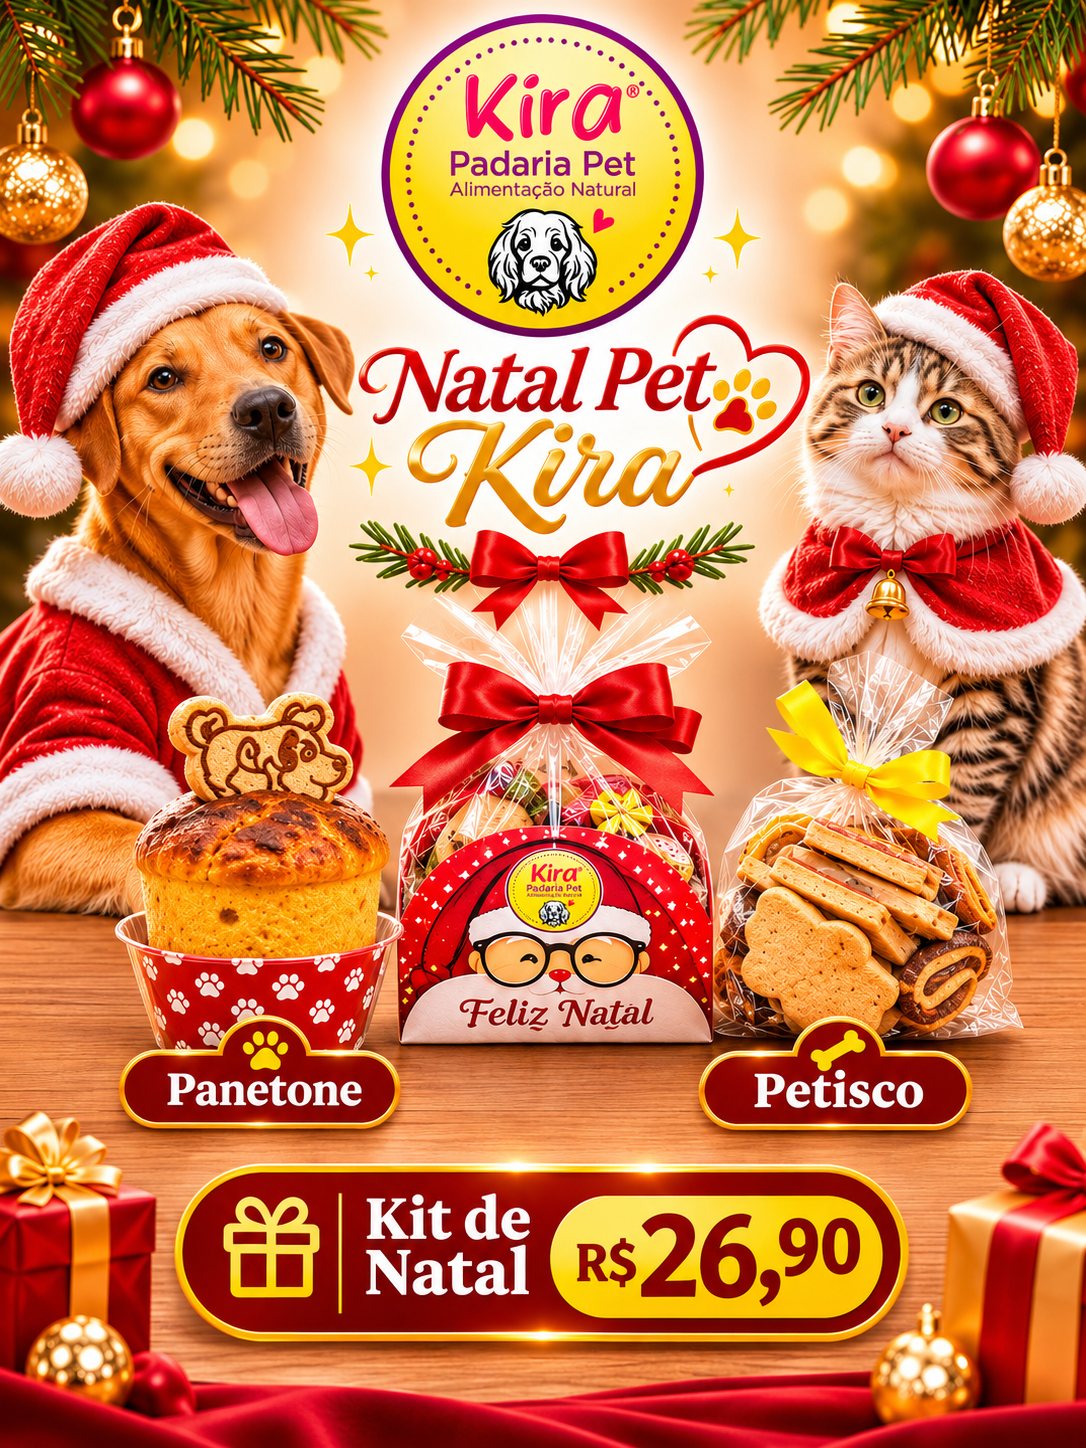 Kira®
Padaria Pet
Alimentação Natural
Natal Pet
Kira
Kira®
Padaria Pet
Feliz Natal
Panetone
Petisco
Kit de
Natal
R$26,90